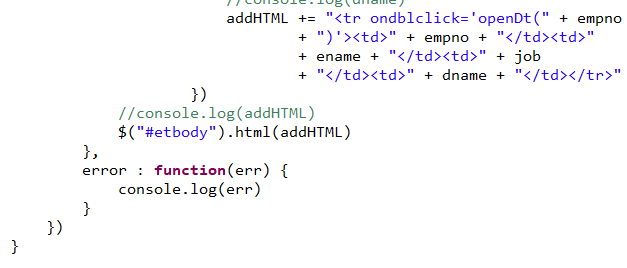 //console.log(dname)
addHTML += "<tr ondblclick='openDt(" + empno
+ ")'><td>" + empno + "</td><td>"
+ ename + "</td><td>" + job
+ "</td><td>" + dname + "</td></tr>"
})
//console.log(addHTML)
$("#etbody").html(addHTML)
},
error : function(err) {
console.log(err)
}
})
}